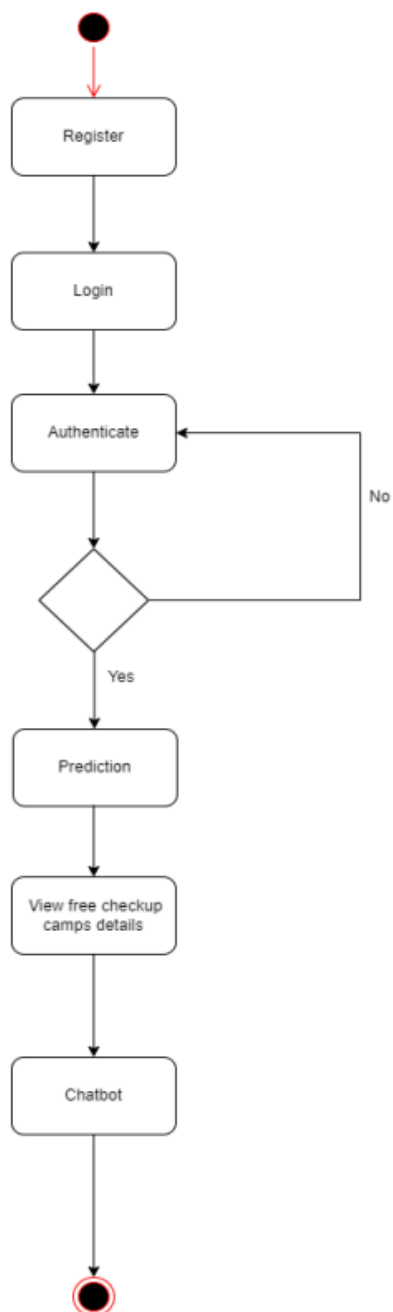 Register
Login
Authenticate
No
Yes
Prediction
View free checkup
camps details
Chatbot